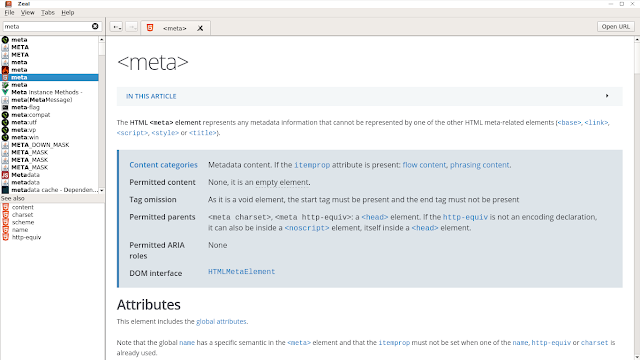 Zeal
File View Tabs Help
meta
<meta>
Open URL
meta
META
META
meta
meta
meta
meta
Meta Instance Methods -
meta(MetaMessage)
meta-flag
meta:compat
meta:utf
meta:vp
meta:win
META_DOWN_MASK
META_MASK
META_MASK
META_MASK
Metadata
metadata
metadata cache - Dependen...
See also
content
charset
scheme
name
http-equiv
<meta>
IN THIS ARTICLE
The HTML <meta> element represents any metadata information that cannot be represented by one of the other HTML meta-related elements (<base>, <link>,
<script>, <style> or <title>).
Content categories Metadata content. If the itemprop attribute is present: flow content, phrasing content.
Permitted content None, it is an empty element.
Tag omission As it is a void element, the start tag must be present and the end tag must not be present
Permitted parents <meta charset>, <meta http-equiv>: a <head> element. If the http-equiv is not an encoding declaration,
it can also be inside a <noscript> element, itself inside a <head> element.
Permitted ARIA None
roles
DOM interface HTMLMetaElement
Attributes
This element includes the global attributes.
Note that the global name has a specific semantic in the <meta> element and that the itemprop must not be set when one of the name, http-equiv or charset is
already used.